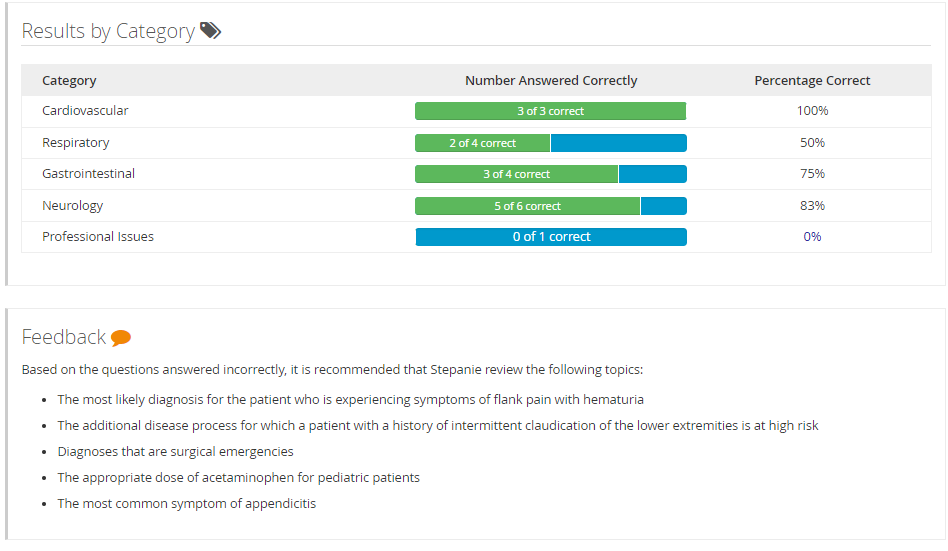 Results by Category
Category Number Answered Correctly Percentage Correct
Cardiovascular 3 of 3 correct 100%
Respiratory 2 of 4 correct 50%
Gastrointestinal 3 of 4 correct 75%
Neurology 5 of 6 correct 83%
Professional Issues 0 of 1 correct 0%
Feedback
Based on the questions answered incorrectly, it is recommended that Stepanie review the following topics:
• The most likely diagnosis for the patient who is experiencing symptoms of flank pain with hematuria
• The additional disease process for which a patient with a history of intermittent claudication of the lower extremities is at high risk
• Diagnoses that are surgical emergencies
• The appropriate dose of acetaminophen for pediatric patients
• The most common symptom of appendicitis